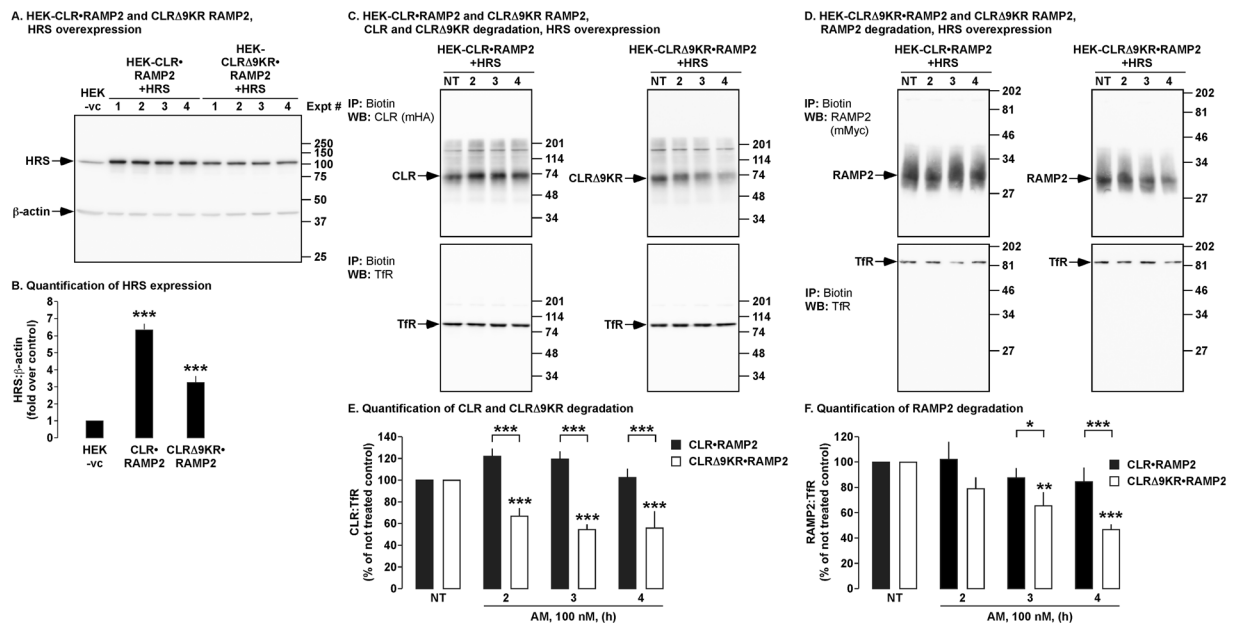 A. HEK-CLR•RAMP2 and CLRΔ9KR RAMP2,
HRS overexpression
HEK
-vc
HEK-CLR•
RAMP2
+HRS
HEK-
CLRΔ9KR•
RAMP2
+HRS
1 2 3 4 1 2 3 4 Expt #
HRS
β-actin
250
150
100
75
50
37
25
B. Quantification of HRS expression
HRS:β-actin
(fold over control)
8
7
6
5
4
3
2
1
0
***
***
HEK
-vc
CLR•
RAMP2
CLRΔ9KR•
RAMP2
C. HEK-CLR•RAMP2 and CLRΔ9KR RAMP2,
CLR and CLRΔ9KR degradation, HRS overexpression
HEK-CLR•RAMP2
+HRS
NT 2 3 4
HEK-CLRΔ9KR•RAMP2
+HRS
NT 2 3 4
IP: Biotin
WB: CLR (mHA)
CLR
201
114
74
48
34
CLRΔ9KR
201
114
74
48
34
IP: Biotin
WB: TfR
TfR
201
114
74
48
34
TfR
201
114
74
48
34
D. HEK-CLRΔ9KR•RAMP2 and CLRΔ9KR RAMP2,
RAMP2 degradation, HRS overexpression
HEK-CLR•RAMP2
+HRS
NT 2 3 4
HEK-CLRΔ9KR•RAMP2
+HRS
NT 2 3 4
IP: Biotin
WB: RAMP2
(mMyc)
RAMP2
202
81
46
34
27
RAMP2
202
81
46
34
27
TfR
IP: Biotin
WB: TfR
202
81
46
34
27
TfR
202
81
46
34
27
E. Quantification of CLR and CLRΔ9KR degradation
CLR:TfR
(% of not treated control)
140
120
100
80
60
40
20
0
*** *** ***
*** *** ***
CLR•RAMP2
CLRΔ9KR•RAMP2
NT 2 3 4
AM, 100 nM, (h)
F. Quantification of RAMP2 degradation
RAMP2:TfR
(% of not treated control)
120
100
80
60
40
20
0
* ***
** ***
CLR•RAMP2
CLRΔ9KR•RAMP2
NT 2 3 4
AM, 100 nM, (h)